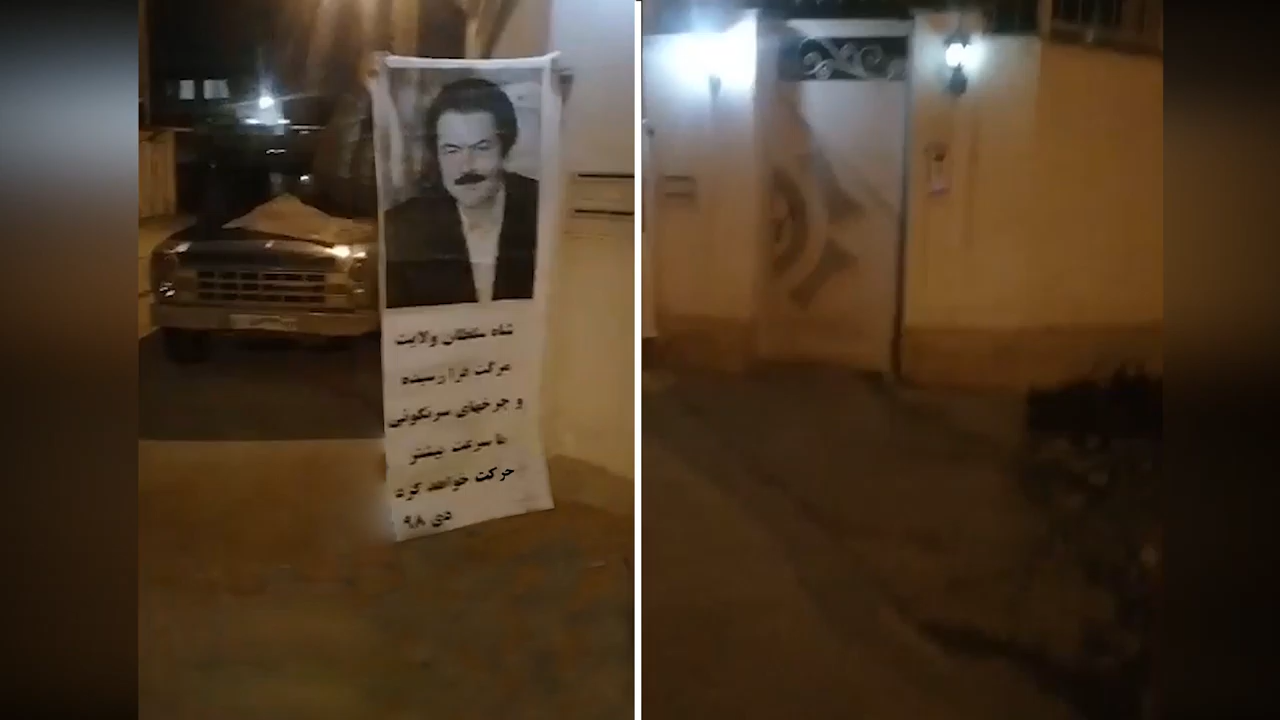 شاه سلطان ولایت
مرگت فرا رسیده
و چرخهای سرنگونی
با سرعت بیشتر
حرکت خواهد کرد
دی ۹۸